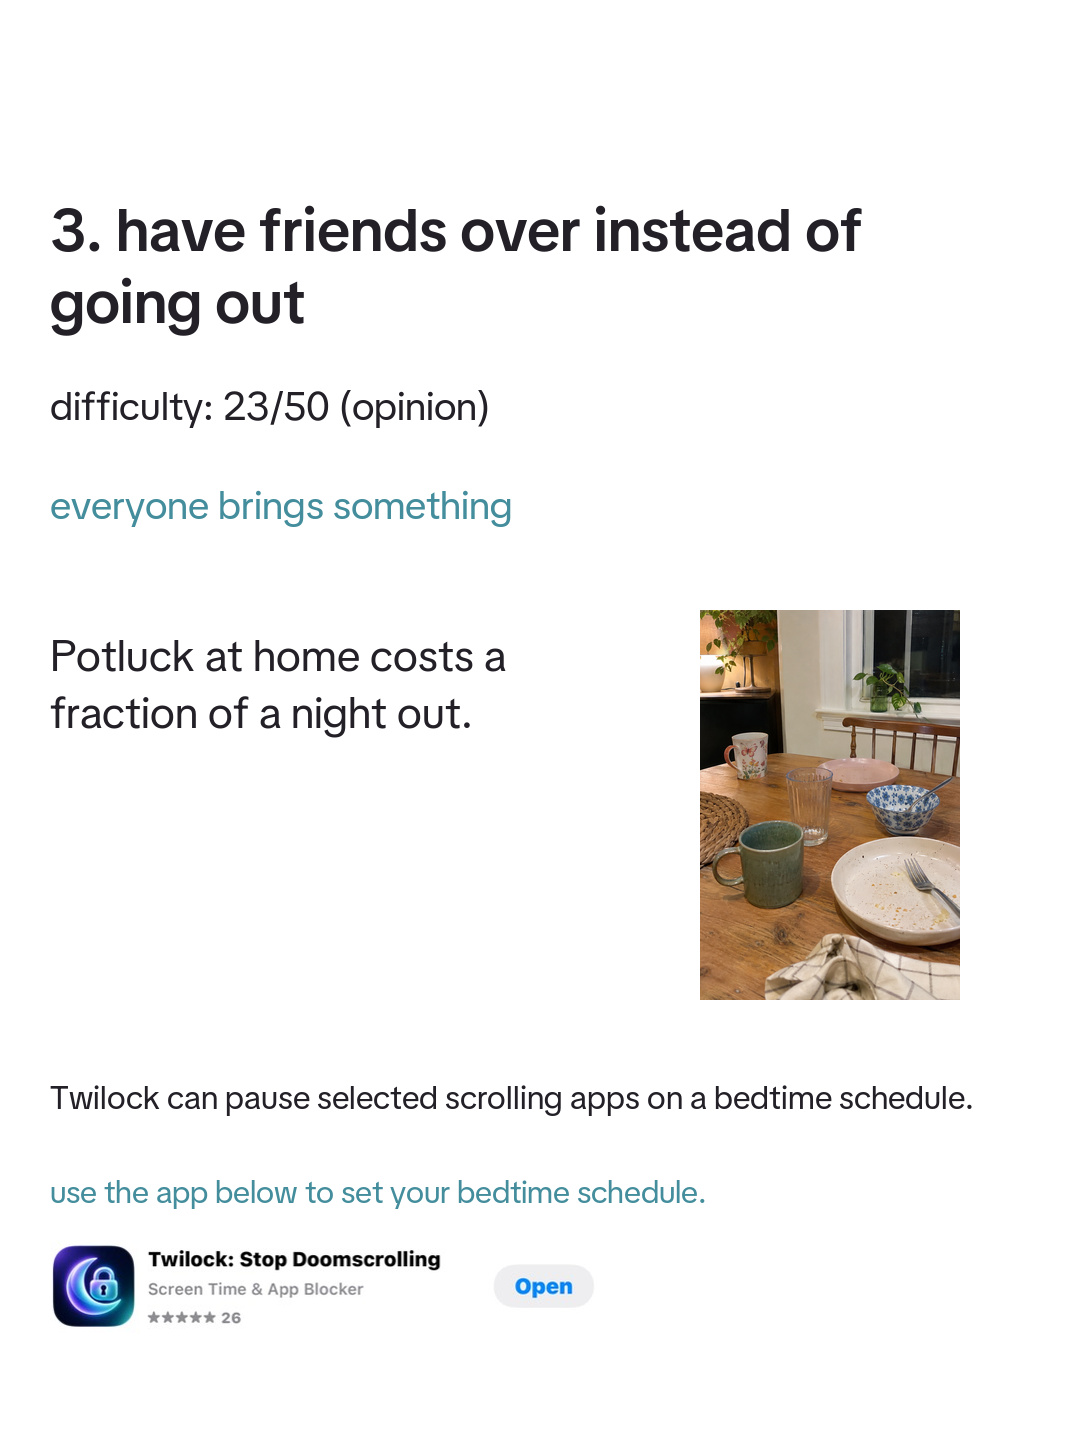 3. have friends over instead of
going out
difficulty: 23/50 (opinion)
everyone brings something
Potluck at home costs a
fraction of a night out.
Twilock can pause selected scrolling apps on a bedtime schedule.
use the app below to set your bedtime schedule.
Twilock: Stop Doomscrolling
Screen Time & App Blocker
★★★★★ 26
Open